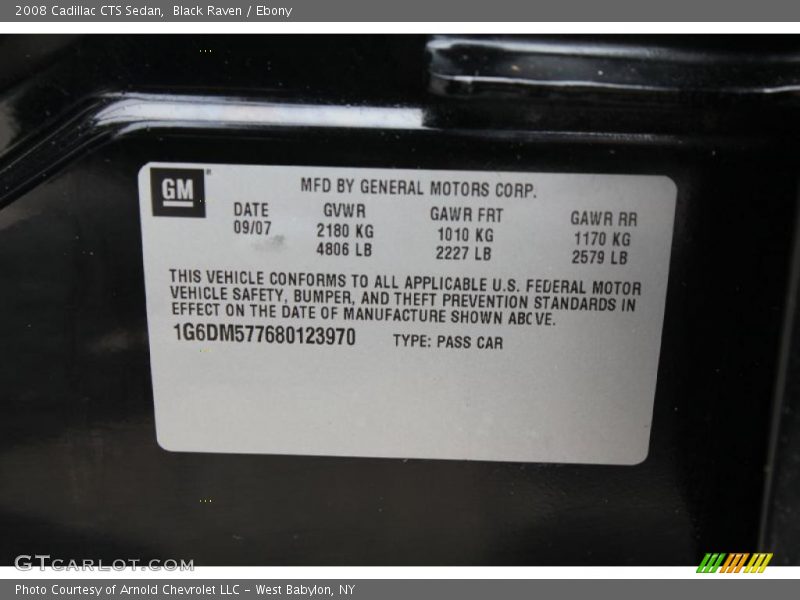 2008 Cadillac CTS Sedan, Black Raven / Ebony
GM
MFD BY GENERAL MOTORS CORP.
DATE GVWR GAWR FRT GAWR RR
09/07 2180 KG 1010 KG 1170 KG
4806 LB 2227 LB 2579 LB
THIS VEHICLE CONFORMS TO ALL APPLICABLE U.S. FEDERAL MOTOR
VEHICLE SAFETY, BUMPER, AND THEFT PREVENTION STANDARDS IN
EFFECT ON THE DATE OF MANUFACTURE SHOWN ABOVE.
1G6DM577680123970 TYPE: PASS CAR
GTCARLOT.COM
Photo Courtesy of Arnold Chevrolet LLC - West Babylon, NY